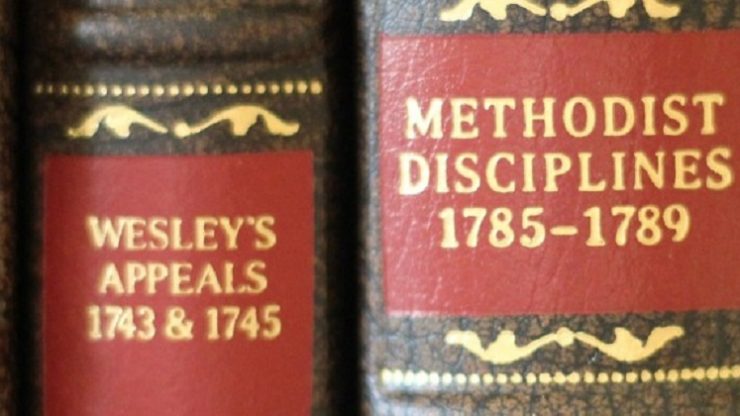 WESLEY'S
APPEALS
1743 & 1745
METHODIST
DISCIPLINES
1785–1789